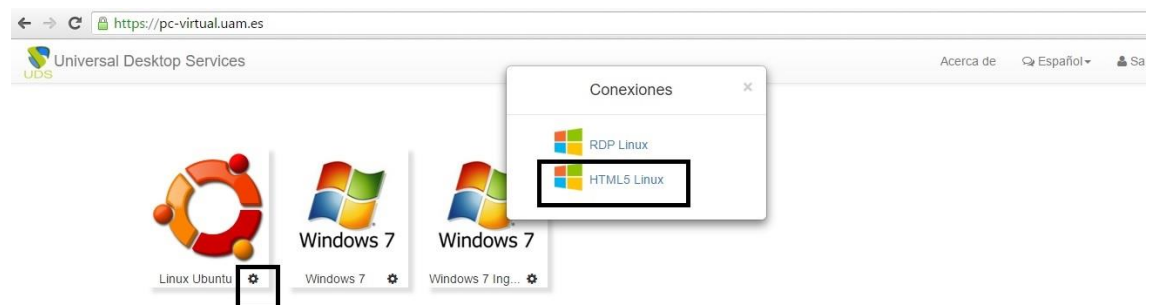 https://pc-virtual.uam.es
UDS
Universal Desktop Services
Acerca de
Español
Sa
Conexiones
×
RDP Linux
HTML5 Linux
Windows 7
Windows 7
Linux Ubuntu
Windows 7
Windows 7 Ing...